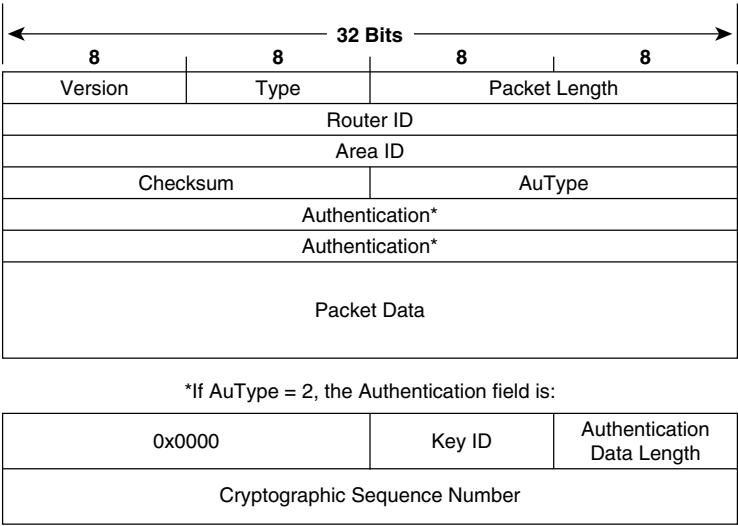 32 Bits
8 8 8 8
Version Type Packet Length
Router ID
Area ID
Checksum AuType
Authentication*
Authentication*
Packet Data
*If AuType = 2, the Authentication field is:
0x0000 Key ID Authentication
Data Length
Cryptographic Sequence Number